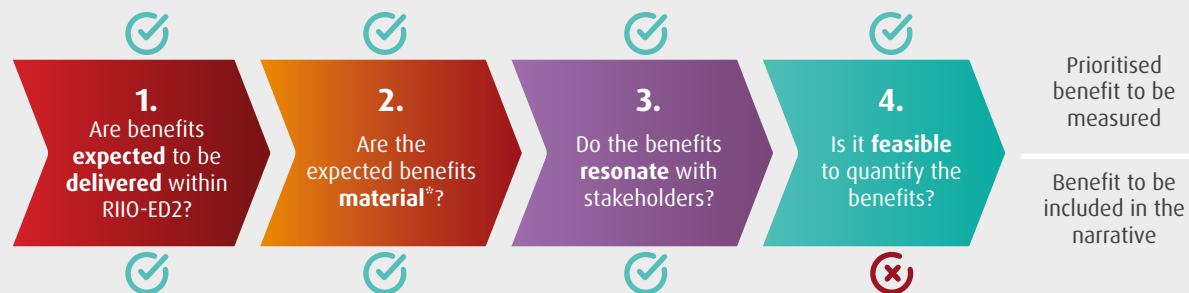 1.
Are benefits
expected to be
delivered within
RIIO-ED2?
2.
Are the
expected benefits
material*?
3.
Do the benefits
resonate with
stakeholders?
4.
Is it feasible
to quantify the
benefits?
Prioritised
benefit to be
measured
Benefit to be
included in the
narrative